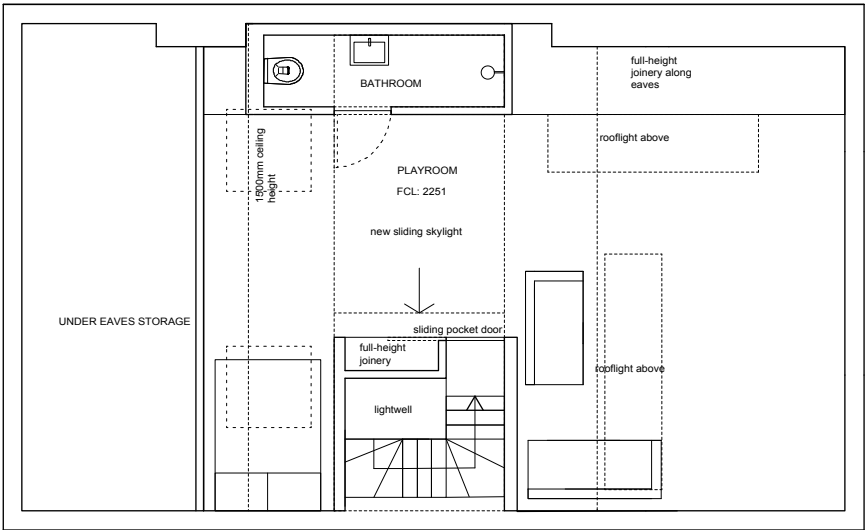 full-height
joinery along
eaves
BATHROOM
rooflight above
1500mm ceiling
height
PLAYROOM
FCL: 2251
new sliding skylight
UNDER EAVES STORAGE
sliding pocket door
full-height
joinery
rooflight above
lightwell